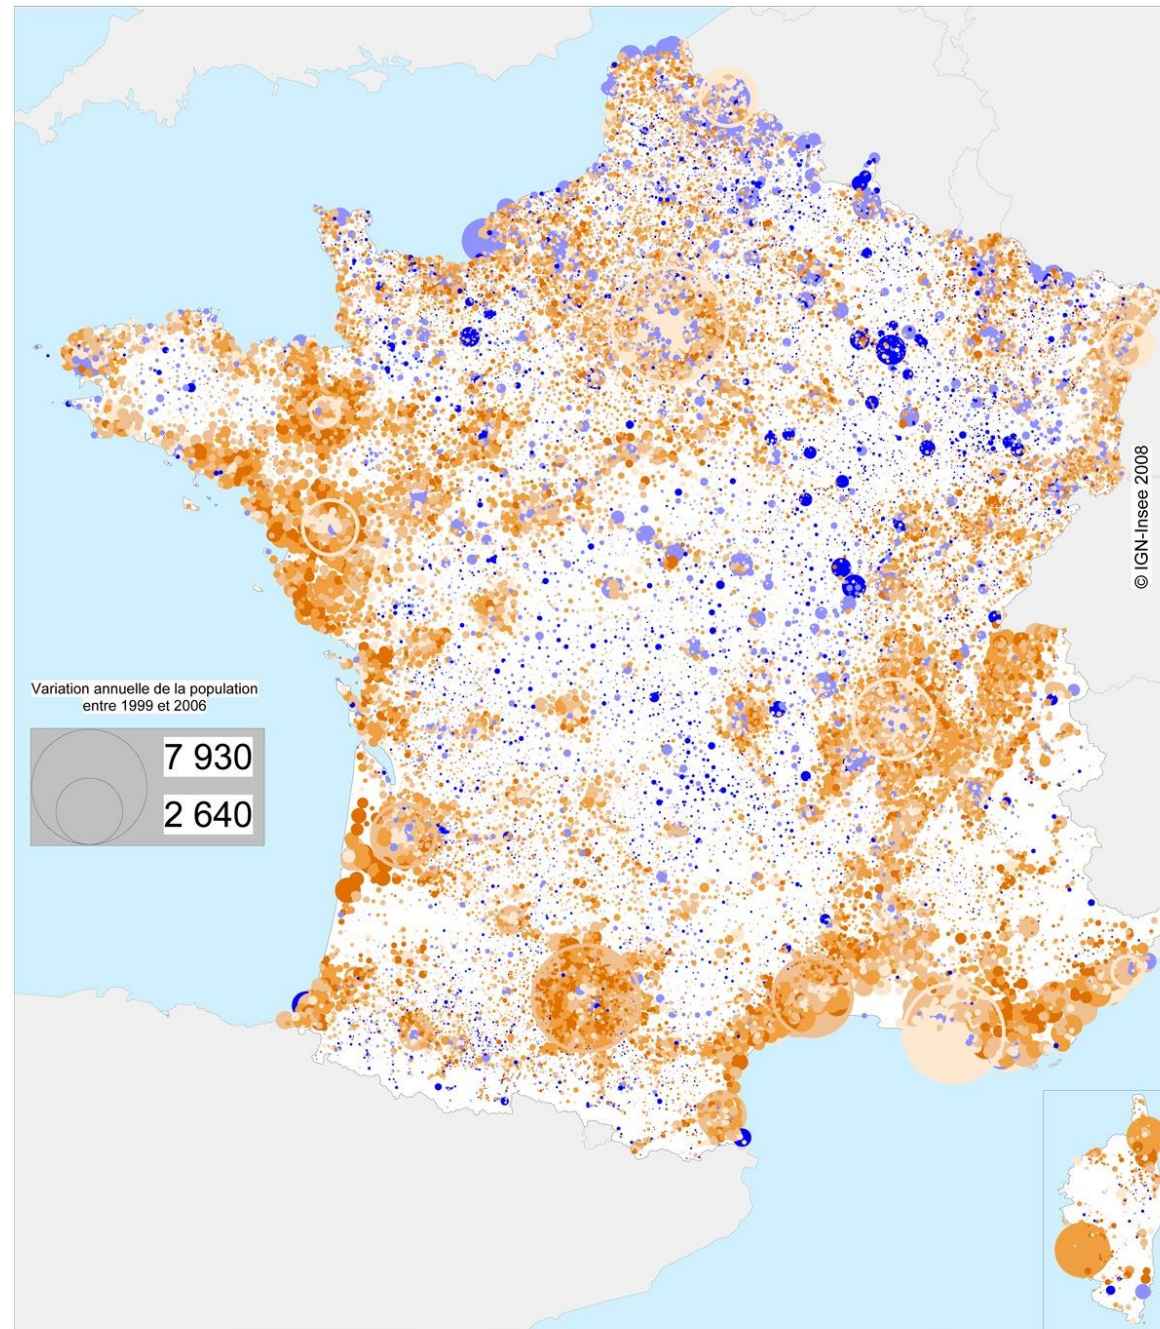 © IGN-Insee 2008
Variation annuelle de la population
entre 1999 et 2006
7 930
2 640